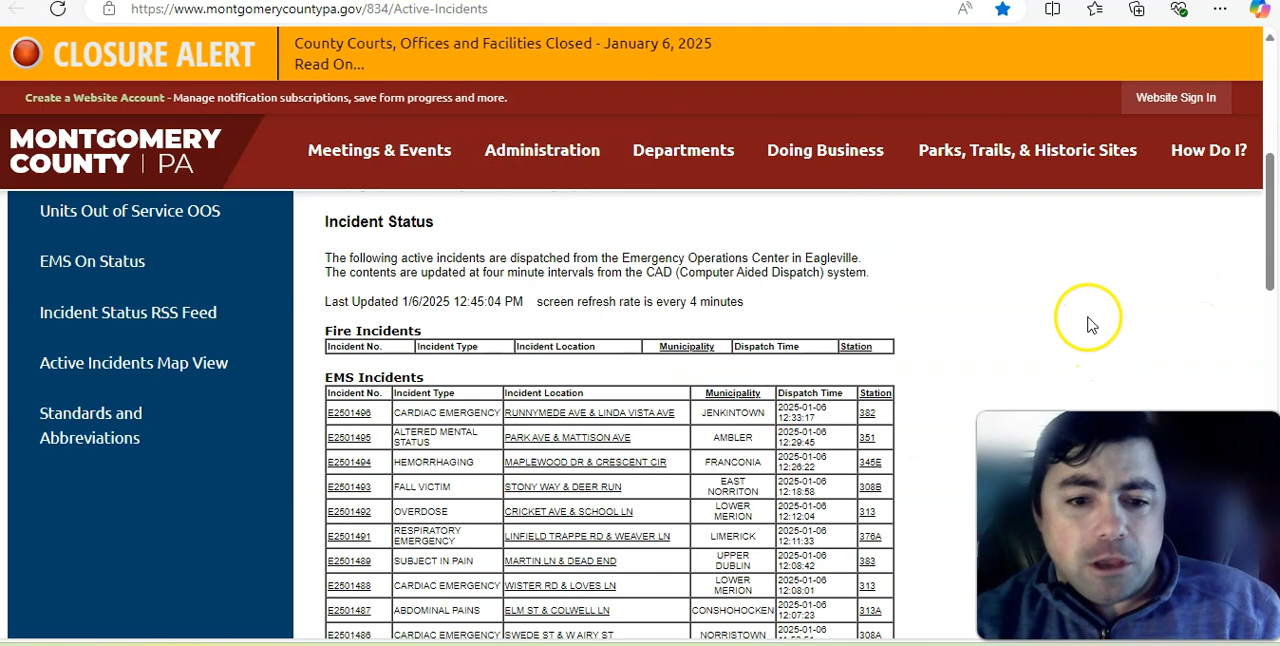 https://www.montgomerycountypa.gov/834/Active-Incidents
CLOSURE ALERT
County Courts, Offices and Facilities Closed - January 6, 2025
Read On...
Create a Website Account - Manage notification subscriptions, save form progress and more.
Website Sign In
MONTGOMERY
COUNTY | PA
Meetings & Events Administration Departments Doing Business Parks, Trails, & Historic Sites How Do I?
Units Out of Service OOS
EMS On Status
Incident Status RSS Feed
Active Incidents Map View
Standards and
Abbreviations
Incident Status
The following active incidents are dispatched from the Emergency Operations Center in Eagleville.
The contents are updated at four minute intervals from the CAD (Computer Aided Dispatch) system.
Last Updated 1/6/2025 12:45:04 PM screen refresh rate is every 4 minutes
Fire Incidents
Incident No. Incident Type Incident Location Municipality Dispatch Time Station
EMS Incidents
Incident No. Incident Type Incident Location Municipality Dispatch Time Station
E2501496 CARDIAC EMERGENCY RUNNYMEDE AVE & LINDA VISTA AVE JENKINTOWN 2025-01-06 12:33:17 382
E2501495 ALTERED MENTAL STATUS PARK AVE & MATTISON AVE AMBLER 2025-01-06 12:29:45 351
E2501494 HEMORRHAGING MAPLEWOOD DR & CRESCENT CIR FRANCONIA 2025-01-06 12:26:22 345E
E2501493 FALL VICTIM STONY WAY & DEER RUN EAST NORRITON 2025-01-06 12:18:58 308B
E2501492 OVERDOSE CRICKET AVE & SCHOOL LN LOWER MERION 2025-01-06 12:12:04 313
E2501491 RESPIRATORY EMERGENCY LINFIELD TRAPPE RD & WEAVER LN LIMERICK 2025-01-06 12:11:33 376A
E2501489 SUBJECT IN PAIN MARTIN LN & DEAD END UPPER DUBLIN 2025-01-06 12:08:42 383
E2501488 CARDIAC EMERGENCY WISTER RD & LOVES LN LOWER MERION 2025-01-06 12:08:01 313
E2501487 ABDOMINAL PAINS ELM ST & COLWELL LN CONSHOHOCKEN 2025-01-06 12:07:23 313A
E2501486 CARDIAC EMERGENCY SWEDE ST & W AIRY ST NORRISTOWN 2025-01-06 308A